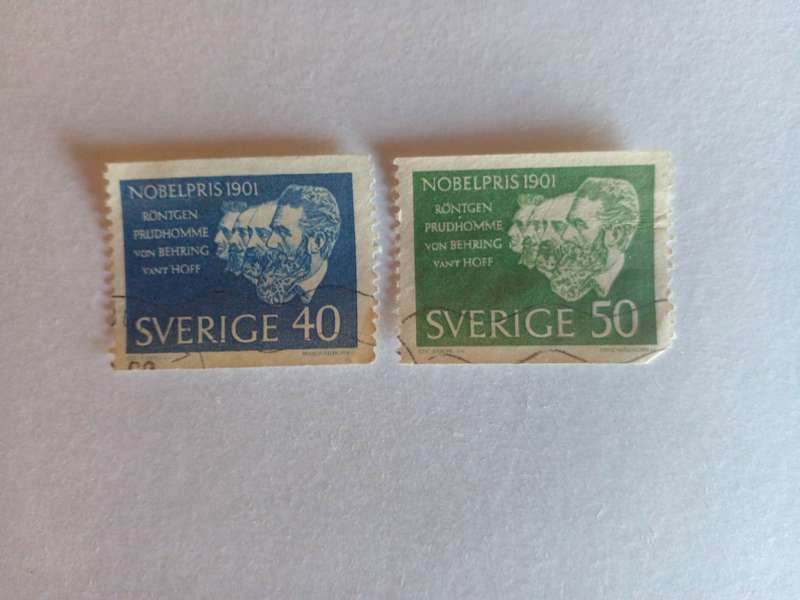 NOBELPRIS 1901
RÖNTGEN
PRUDHOMME
VON BEHRING
VANT HOFF
SVERIGE 40
NOBELPRIS 1901
RÖNTGEN
PRUDHOMME
VON BEHRING
VANT HOFF
SVERIGE 50